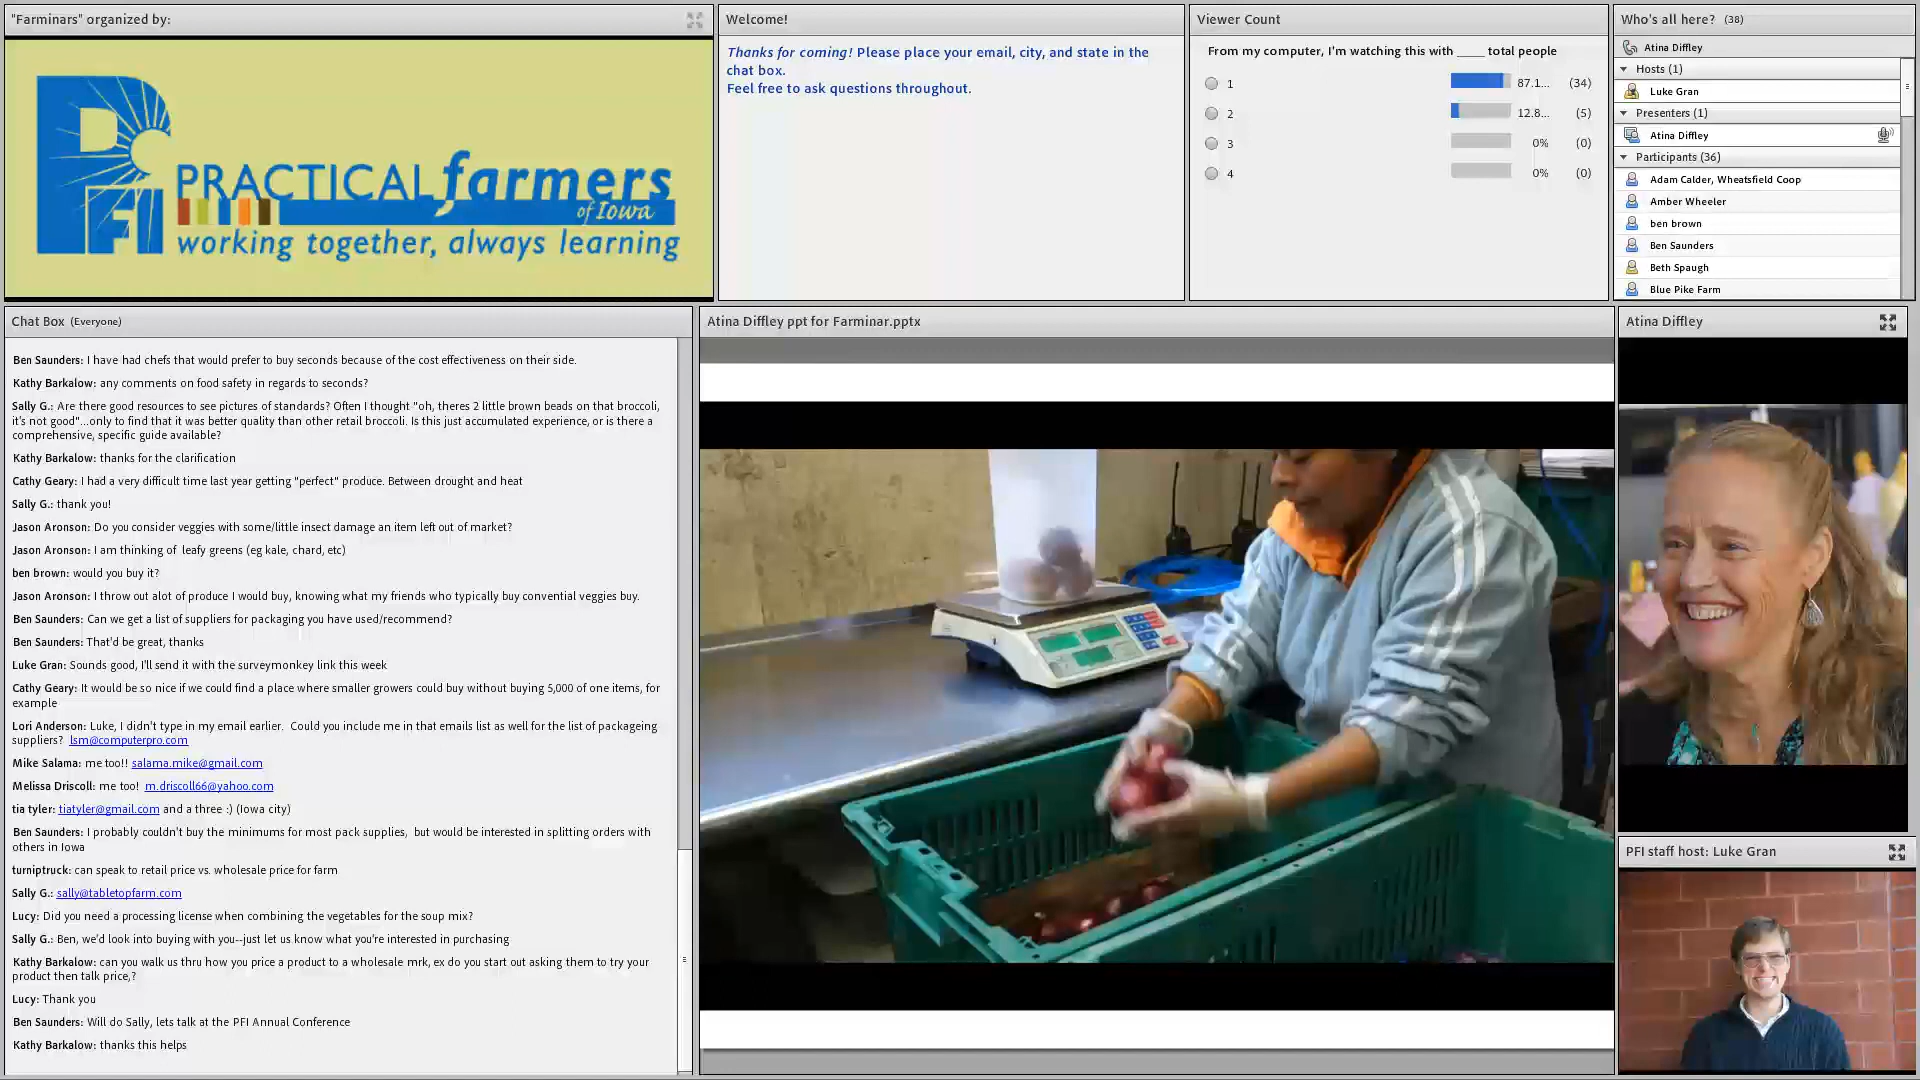 "Farminars" organized by:
PFI
PRACTICAL farmers
of Iowa
working together, always learning
Welcome!
Thanks for coming! Please place your email, city, and state in the
chat box.
Feel free to ask questions throughout.
Viewer Count
From my computer, I'm watching this with ____ total people
1 87.1... (34)
2 12.8... (5)
3 0% (0)
4 0% (0)
Who's all here? (38)
Atina Diffley
Hosts (1)
Luke Gran
Presenters (1)
Atina Diffley
Participants (36)
Adam Calder, Wheatsfield Coop
Amber Wheeler
ben brown
Ben Saunders
Beth Spaugh
Blue Pike Farm
Chat Box (Everyone)
Ben Saunders: I have had chefs that would prefer to buy seconds because of the cost effectiveness on their side.
Kathy Barkalow: any comments on food safety in regards to seconds?
Sally G.: Are there good resources to see pictures of standards? Often I thought "oh, theres 2 little brown beads on that broccoli,
it's not good"...only to find that it was better quality than other retail broccoli. Is this just accumulated experience, or is there a
comprehensive, specific guide available?
Kathy Barkalow: thanks for the clarification
Cathy Geary: I had a very difficult time last year getting "perfect" produce. Between drought and heat
Sally G.: thank you!
Jason Aronson: Do you consider veggies with some/little insect damage an item left out of market?
Jason Aronson: I am thinking of leafy greens (eg kale, chard, etc)
ben brown: would you buy it?
Jason Aronson: I throw out alot of produce I would buy, knowing what my friends who typically buy convential veggies buy.
Ben Saunders: Can we get a list of suppliers for packaging you have used/recommend?
Ben Saunders: That'd be great, thanks
Luke Gran: Sounds good, I'll send it with the surveymonkey link this week
Cathy Geary: It would be so nice if we could find a place where smaller growers could buy without buying 5,000 of one items, for
example
Lori Anderson: Luke, I didn't type in my email earlier. Could you include me in that emails list as well for the list of packageing
suppliers? lsm@computerpro.com
Mike Salama: me too!! salama.mike@gmail.com
Melissa Driscoll: me too! m.driscoll66@yahoo.com
tia tyler: tiatyler@gmail.com and a three :) (Iowa city)
Ben Saunders: I probably couldn't buy the minimums for most pack supplies, but would be interested in splitting orders with
others in Iowa
turniptruck: can speak to retail price vs. wholesale price for farm
Sally G.: sally@tabletopfarm.com
Lucy: Did you need a processing license when combining the vegetables for the soup mix?
Sally G.: Ben, we'd look into buying with you--just let us know what you're interested in purchasing
Kathy Barkalow: can you walk us thru how you price a product to a wholesale mrk, ex do you start out asking them to try your
product then talk price,?
Lucy: Thank you
Ben Saunders: Will do Sally, lets talk at the PFI Annual Conference
Kathy Barkalow: thanks this helps
Atina Diffley ppt for Farminar.pptx
Atina Diffley
PFI staff host: Luke Gran